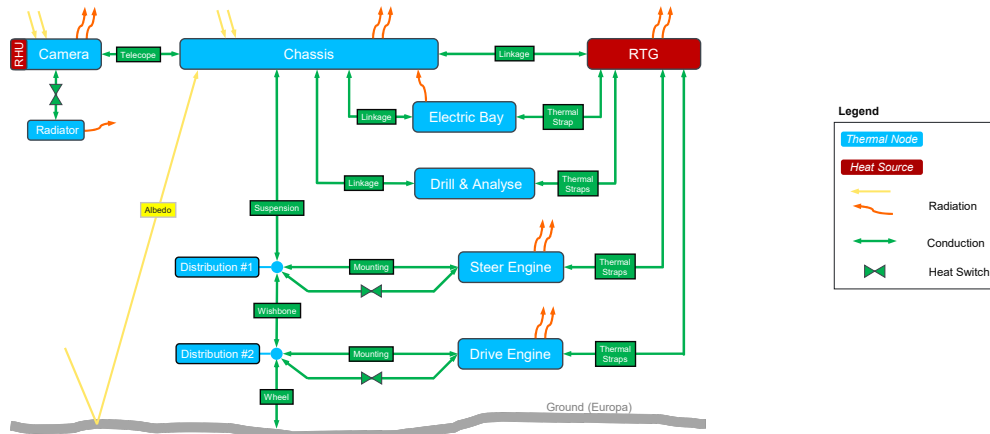 RHU
Camera
Telecope
Chassis
Linkage
RTG
Radiator
Linkage
Electric Bay
Thermal
Strap
Linkage
Drill & Analyse
Thermal
Straps
Albedo
Suspension
Distribution #1
Mounting
Steer Engine
Thermal
Straps
Wishbone
Distribution #2
Mounting
Drive Engine
Thermal
Straps
Wheel
Ground (Europa)
Legend
Thermal Node
Heat Source
Radiation
Conduction
Heat Switch